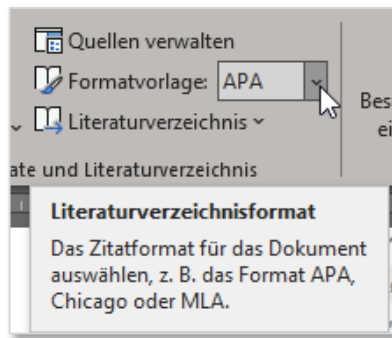 Quellen verwalten
Formatvorlage: APA
Literaturverzeichnis
ate und Literaturverzeichnis
Bes
ei
Literaturverzeichnisformat
Das Zitatformat für das Dokument
auswählen, z. B. das Format APA,
Chicago oder MLA.